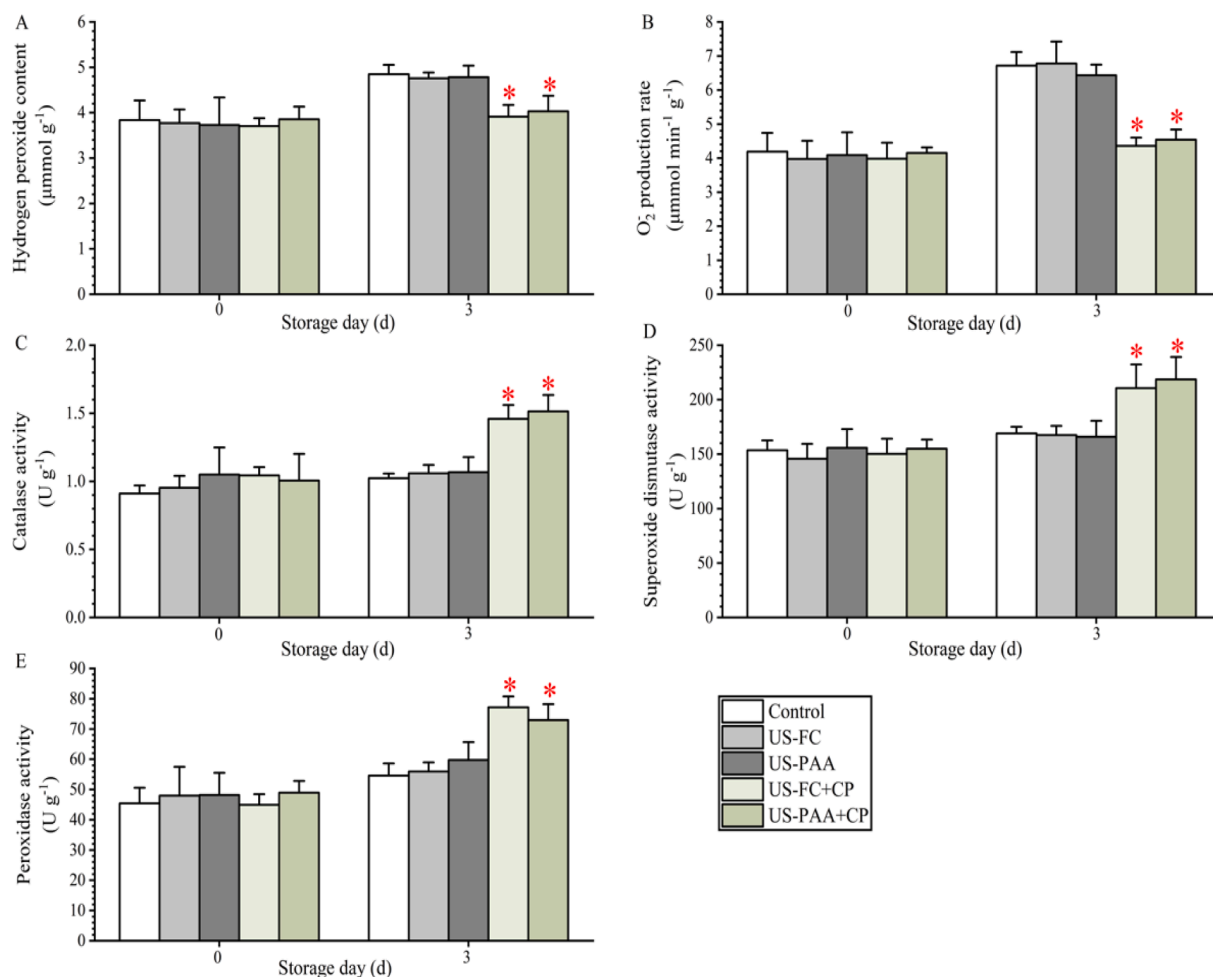 A
Hydrogen peroxide content
(μmmol g⁻¹)
6
5
4
3
2
1
0
*
*
0
3
Storage day (d)
B
O₂⁻ production rate
(μmmol min⁻¹ g⁻¹)
8
7
6
5
4
3
2
1
0
*
*
0
3
Storage day (d)
C
Catalase activity
(U g⁻¹)
2.0
1.5
1.0
0.5
0.0
*
*
0
3
Storage day (d)
D
Superoxide dismutase activity
(U g⁻¹)
250
200
150
100
50
0
*
*
0
3
Storage day (d)
E
Peroxidase activity
(U g⁻¹)
90
80
70
60
50
40
30
20
10
0
*
*
0
3
Storage day (d)
Control
US-FC
US-PAA
US-FC+CP
US-PAA+CP